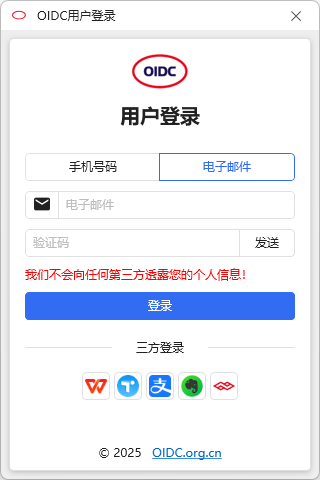 OIDC用户登录
OIDC
用户登录
手机号码 电子邮件
电子邮件
验证码 发送
我们不会向任何第三方透露您的个人信息!
登录
三方登录
© 2025 OIDC.org.cn